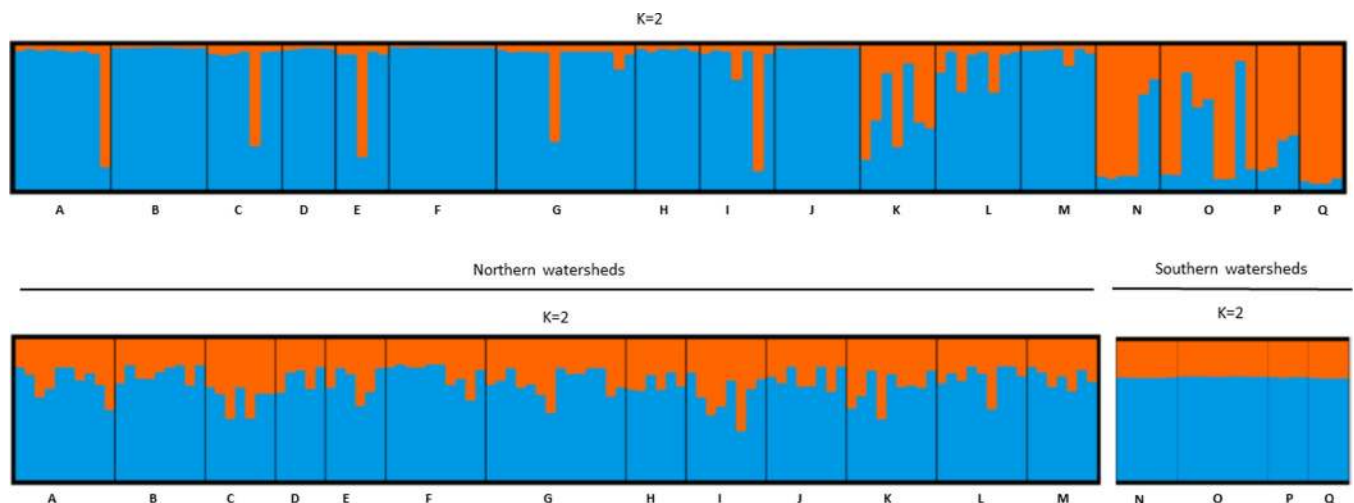 K=2
A B C D E F G H I J K L M N O P Q
Northern watersheds Southern watersheds
K=2 K=2
A B C D E F G H I J K L M N O P Q